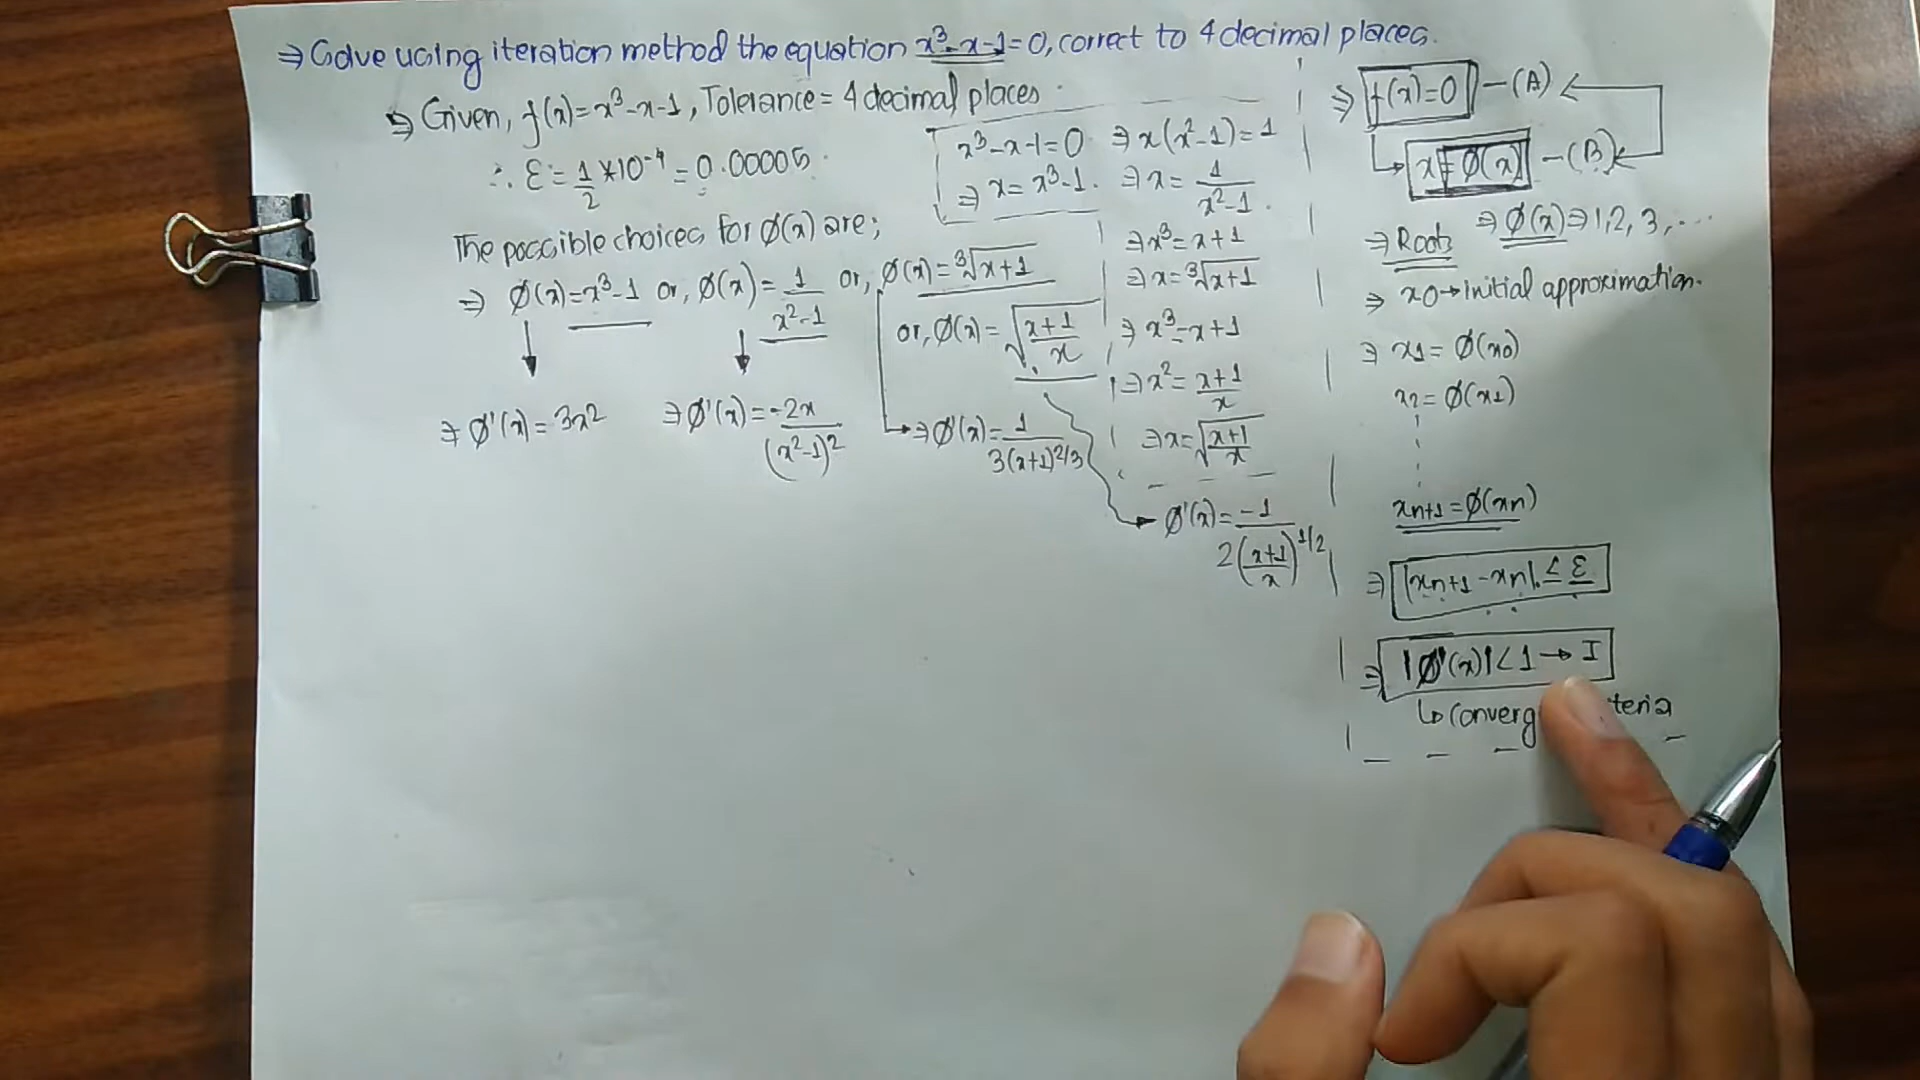 ⇒ Solve using iteration method the equation x³-x-1=0, correct to 4 decimal places.
⇒ Given, f(x)=x³-x-1, Tolerance = 4 decimal places
∴ ε = 1/2 *10⁻⁴ = 0.00005
The possible choices for ø(x) are;
⇒ ø(x)=x³-1 or, ø(x)= 1/(x²-1) or, ø(x)=∛(x+1)
or, ø(x)=√((x+1)/x)
⇒ ø'(x)=3x²
⇒ ø'(x)=-2x/(x²-1)²
⇒ ø'(x)=1/(3(x+1)^2/3)
→ ø'(x)=-1/(2((x+1)/x)^1/2)
x³-x-1=0 ⇒ x(x²-1)=1
⇒ x=x³-1. ⇒ x=1/(x²-1).
⇒ x³=x+1
⇒ x=∛(x+1)
⇒ x³=x+1
⇒ x²=(x+1)/x
⇒ x=√((x+1)/x)
⇒ f(x)=0 -(A)
x=ø(x) -(B)
⇒ ø(x)⇒1,2,3,...
⇒ Roots
⇒ x0→initial approximation.
⇒ x1=ø(x0)
x2=ø(x1)
xn+1=ø(xn)
⇒ |xn+1-xn|≤ε
⇒ |ø'(x)|<1→I
↳ Converg teria